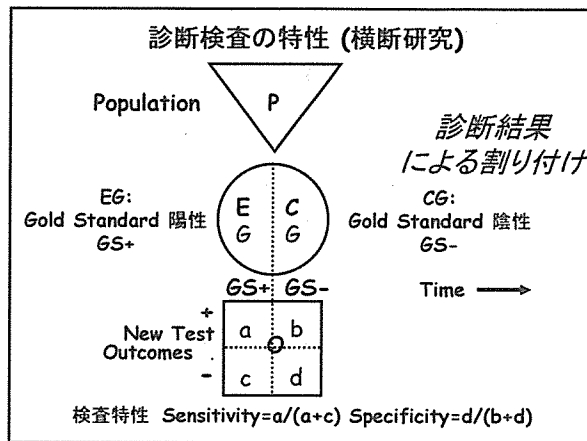 診断検査の特性 (横断研究)
Population
P
診断結果
による割り付け
EG:
Gold Standard 陽性
GS+
E C
G G
CG:
Gold Standard 陰性
GS-
GS+ GS-
Time
+
New Test
Outcomes
-
a b
O
c d
検査特性 Sensitivity=a/(a+c) Specificity=d/(b+d)